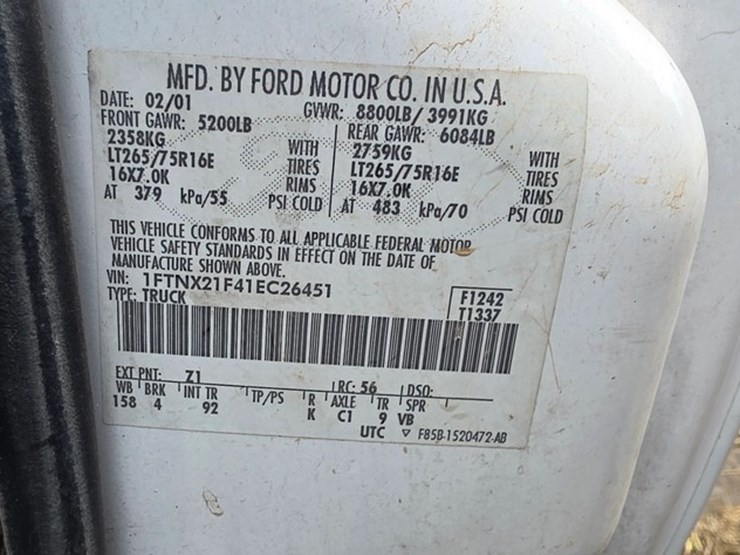 MFD. BY FORD MOTOR CO. IN U.S.A.
DATE: 02/01 GVWR: 8800LB/ 3991KG
FRONT GAWR: 5200LB REAR GAWR: 6084LB
2358KG WITH 2759KG WITH
LT265/75R16E TIRES LT265/75R16E TIRES
16X7.0K RIMS 16X7.0K RIMS
AT 379 kPa/55 PSI COLD AT 483 kPa/70 PSI COLD
THIS VEHICLE CONFORMS TO ALL APPLICABLE FEDERAL MOTOR
VEHICLE SAFETY STANDARDS IN EFFECT ON THE DATE OF
MANUFACTURE SHOWN ABOVE.
VIN: 1FTNX21F41EC26451 F1242
TYPE: TRUCK T1337
EXT PNT: Z1 RC: 56 DSO:
WB BRK INT TR TP/PS R AXLE TR SPR
158 4 92 K C1 9 VB
UTC ▽ F85B-1520472-AB